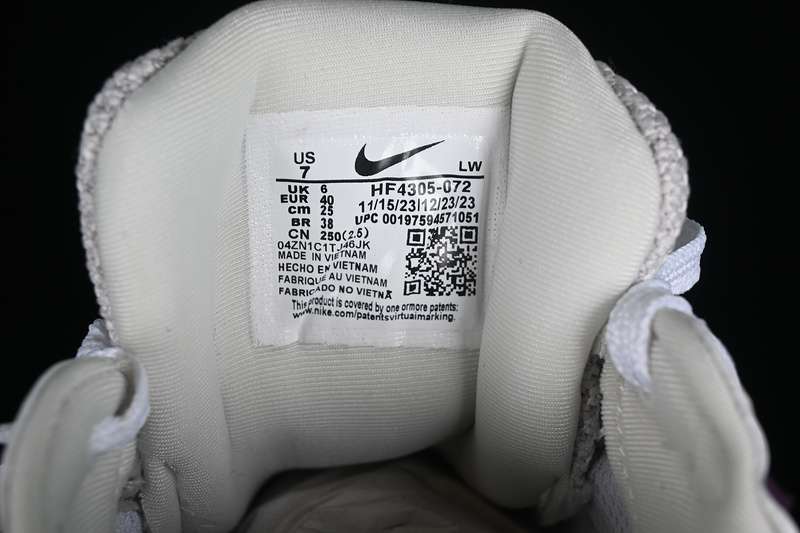 US
7
LW
UK 6
EUR 40
cm 25
BR 38
CN 250(2.5)
HF4305-072
11/15/23|12/23/23
UPC 00197594571051
04ZN1C1TJ46JK
MADE IN VIETNAM
HECHO EN VIETNAM
FABRIQUE AU VIETNAM
FABRICADO NO VIETNA
This product is covered by one ormore patents:
www.nike.com/patentsvirtualmarking.